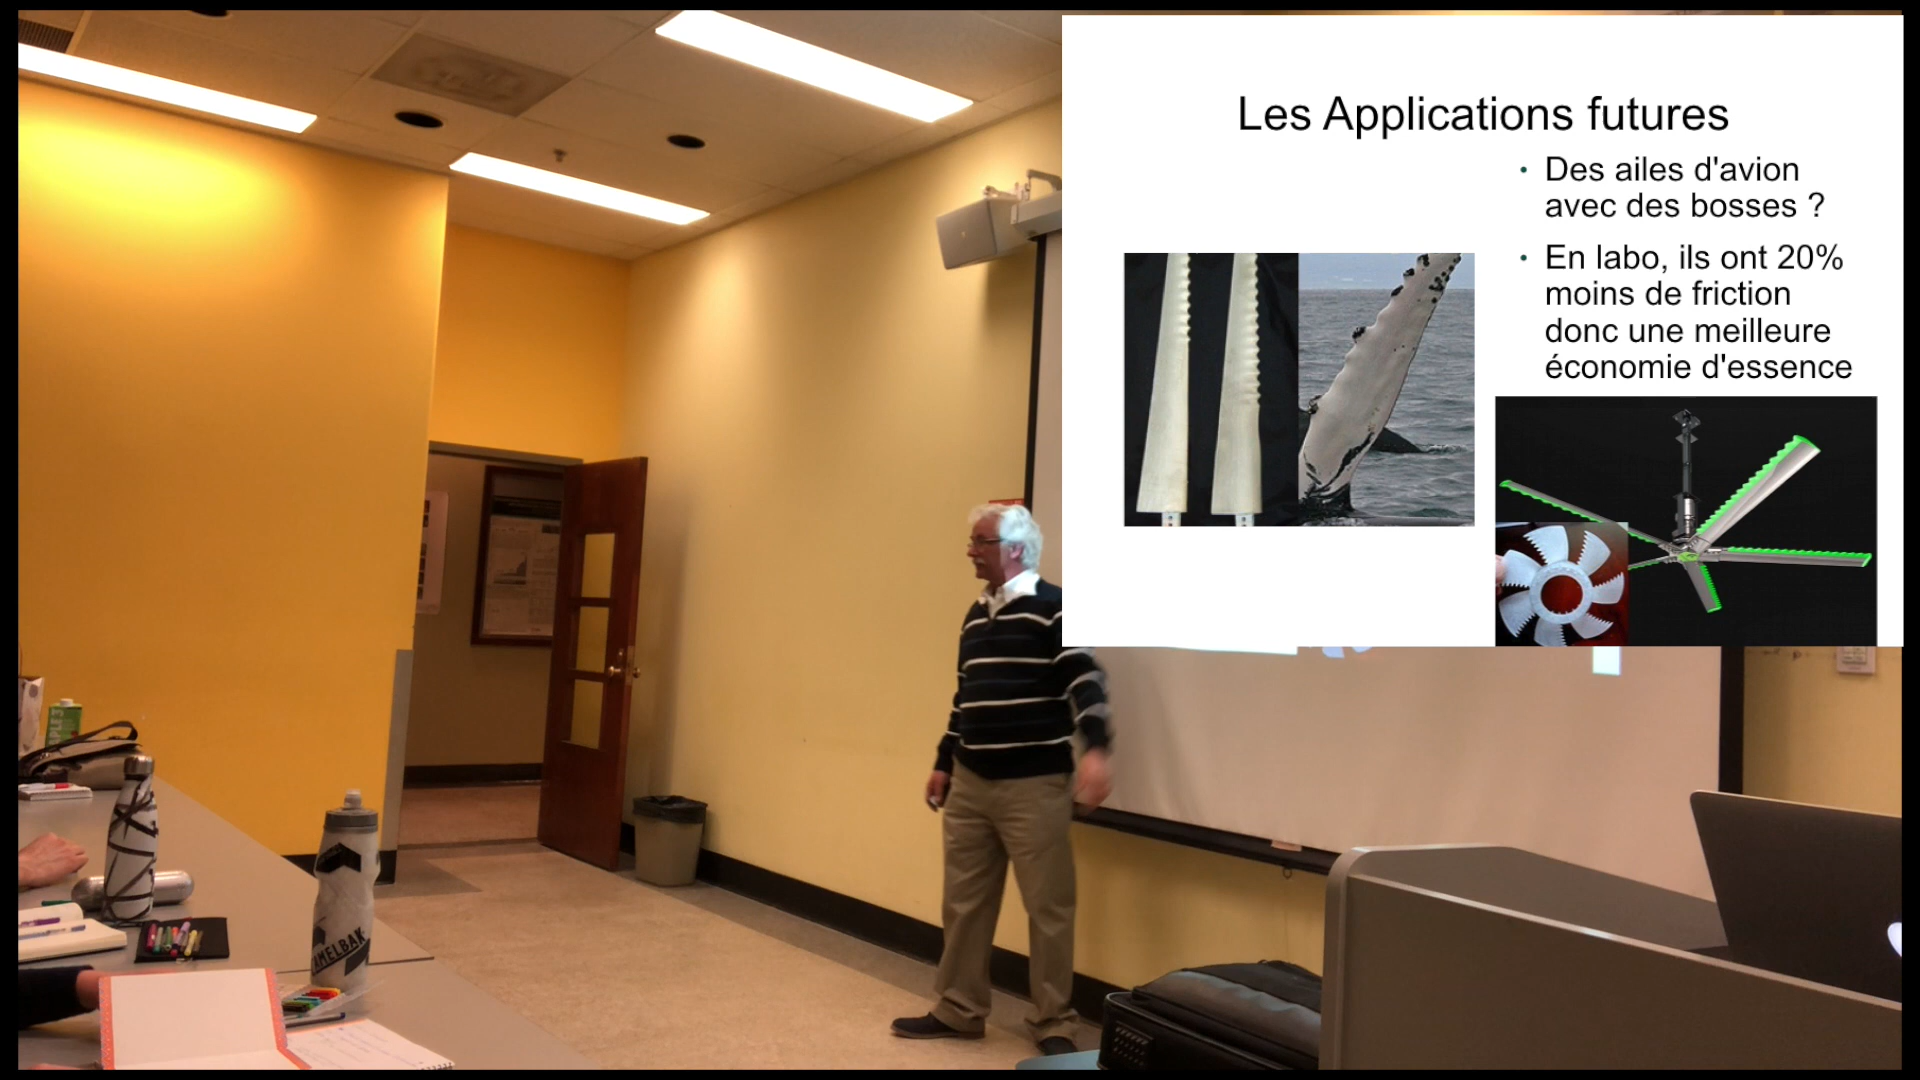 Les Applications futures
• Des ailes d'avion
avec des bosses ?
• En labo, ils ont 20%
moins de friction
donc une meilleure
économie d'essence
CAMELBAK